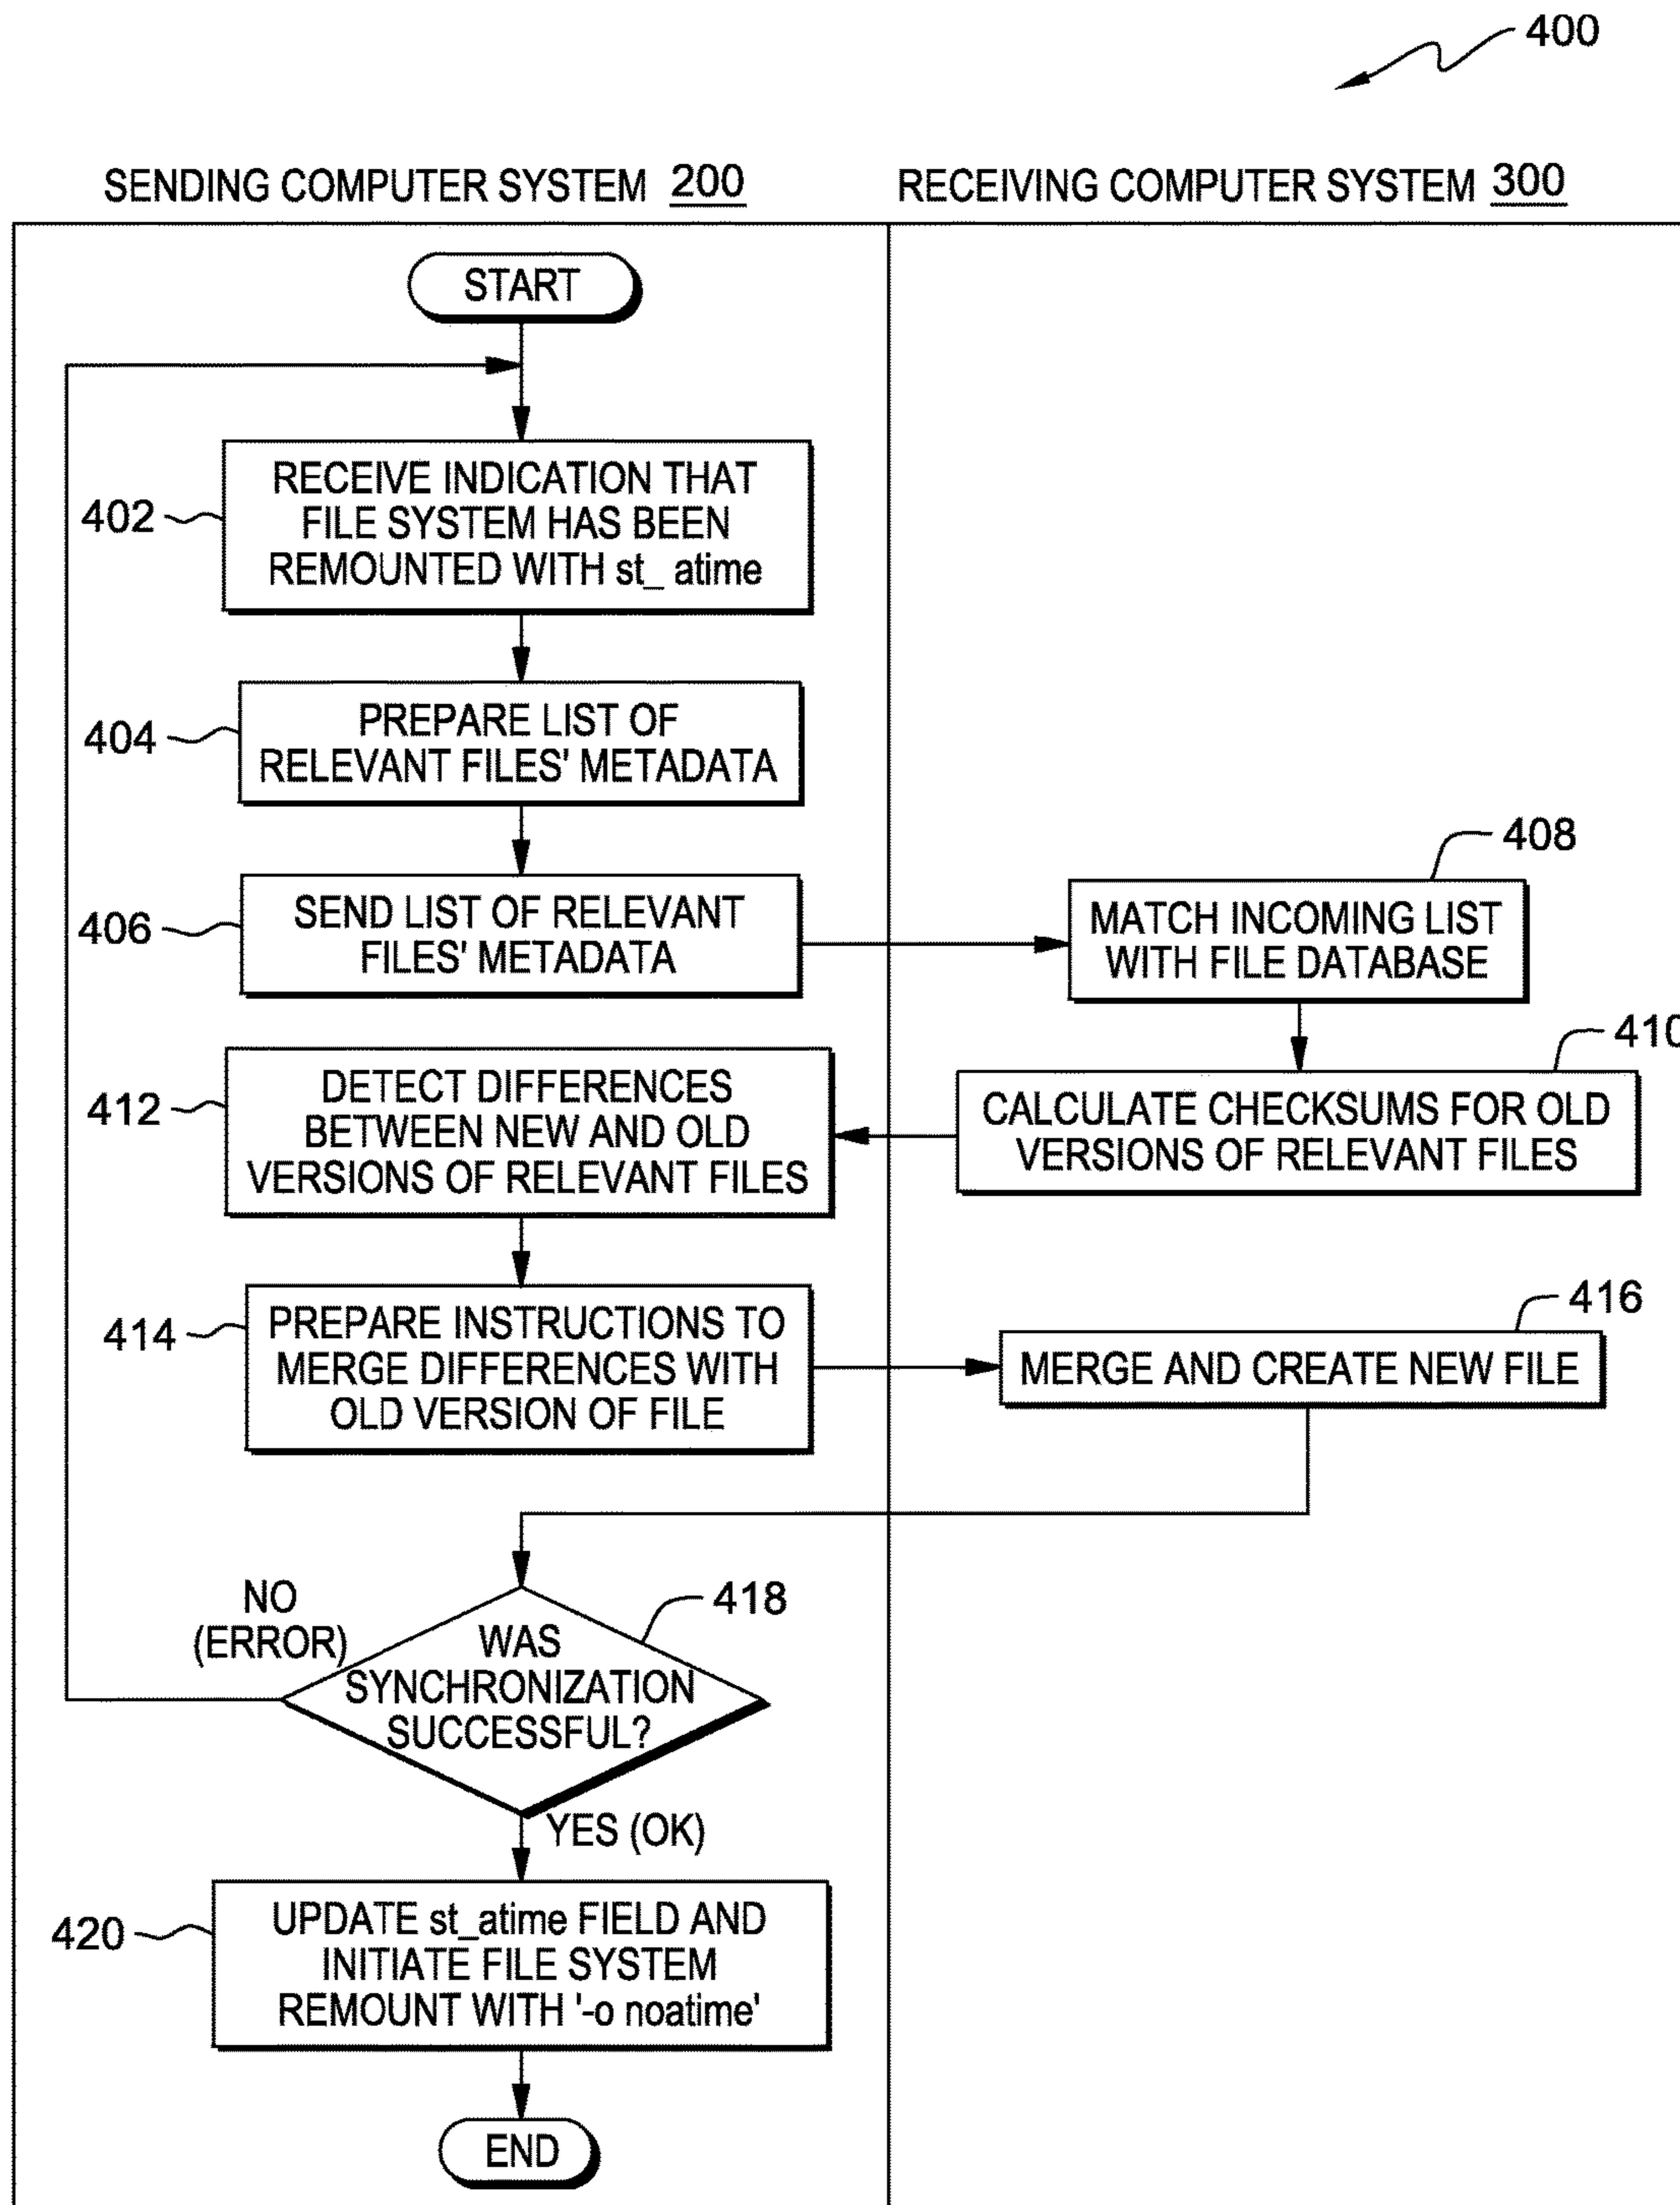 400
SENDING COMPUTER SYSTEM 200
RECEIVING COMPUTER SYSTEM 300
START
402
RECEIVE INDICATION THAT
FILE SYSTEM HAS BEEN
REMOUNTED WITH st_ atime
404
PREPARE LIST OF
RELEVANT FILES' METADATA
406
SEND LIST OF RELEVANT
FILES' METADATA
408
MATCH INCOMING LIST
WITH FILE DATABASE
410
CALCULATE CHECKSUMS FOR OLD
VERSIONS OF RELEVANT FILES
412
DETECT DIFFERENCES
BETWEEN NEW AND OLD
VERSIONS OF RELEVANT FILES
414
PREPARE INSTRUCTIONS TO
MERGE DIFFERENCES WITH
OLD VERSION OF FILE
416
MERGE AND CREATE NEW FILE
418
NO
(ERROR)
WAS
SYNCHRONIZATION
SUCCESSFUL?
YES (OK)
420
UPDATE st_atime FIELD AND
INITIATE FILE SYSTEM
REMOUNT WITH '-o noatime'
END